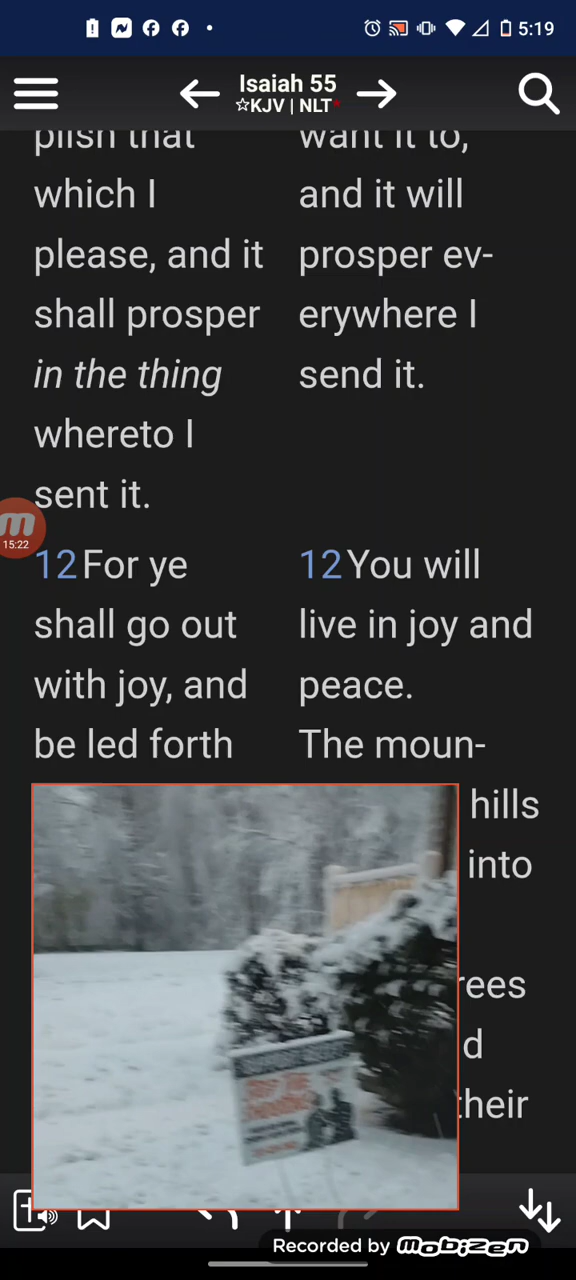 5:19
Isaiah 55
☆KJV | NLT*
plish that
which I
please, and it
shall prosper
in the thing
whereto I
sent it.
12 For ye
shall go out
with joy, and
be led forth
want it to,
and it will
prosper ev-
erywhere I
send it.
12 You will
live in joy and
peace.
The moun-
hills
into
rees
d
their
15:22
Recorded by mobizen